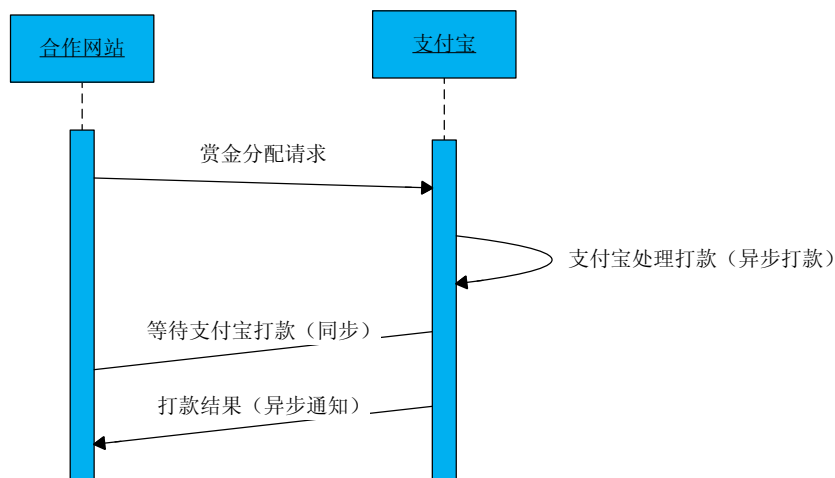 合作网站
支付宝
赏金分配请求
支付宝处理打款（异步打款）
等待支付宝打款（同步）
打款结果（异步通知）